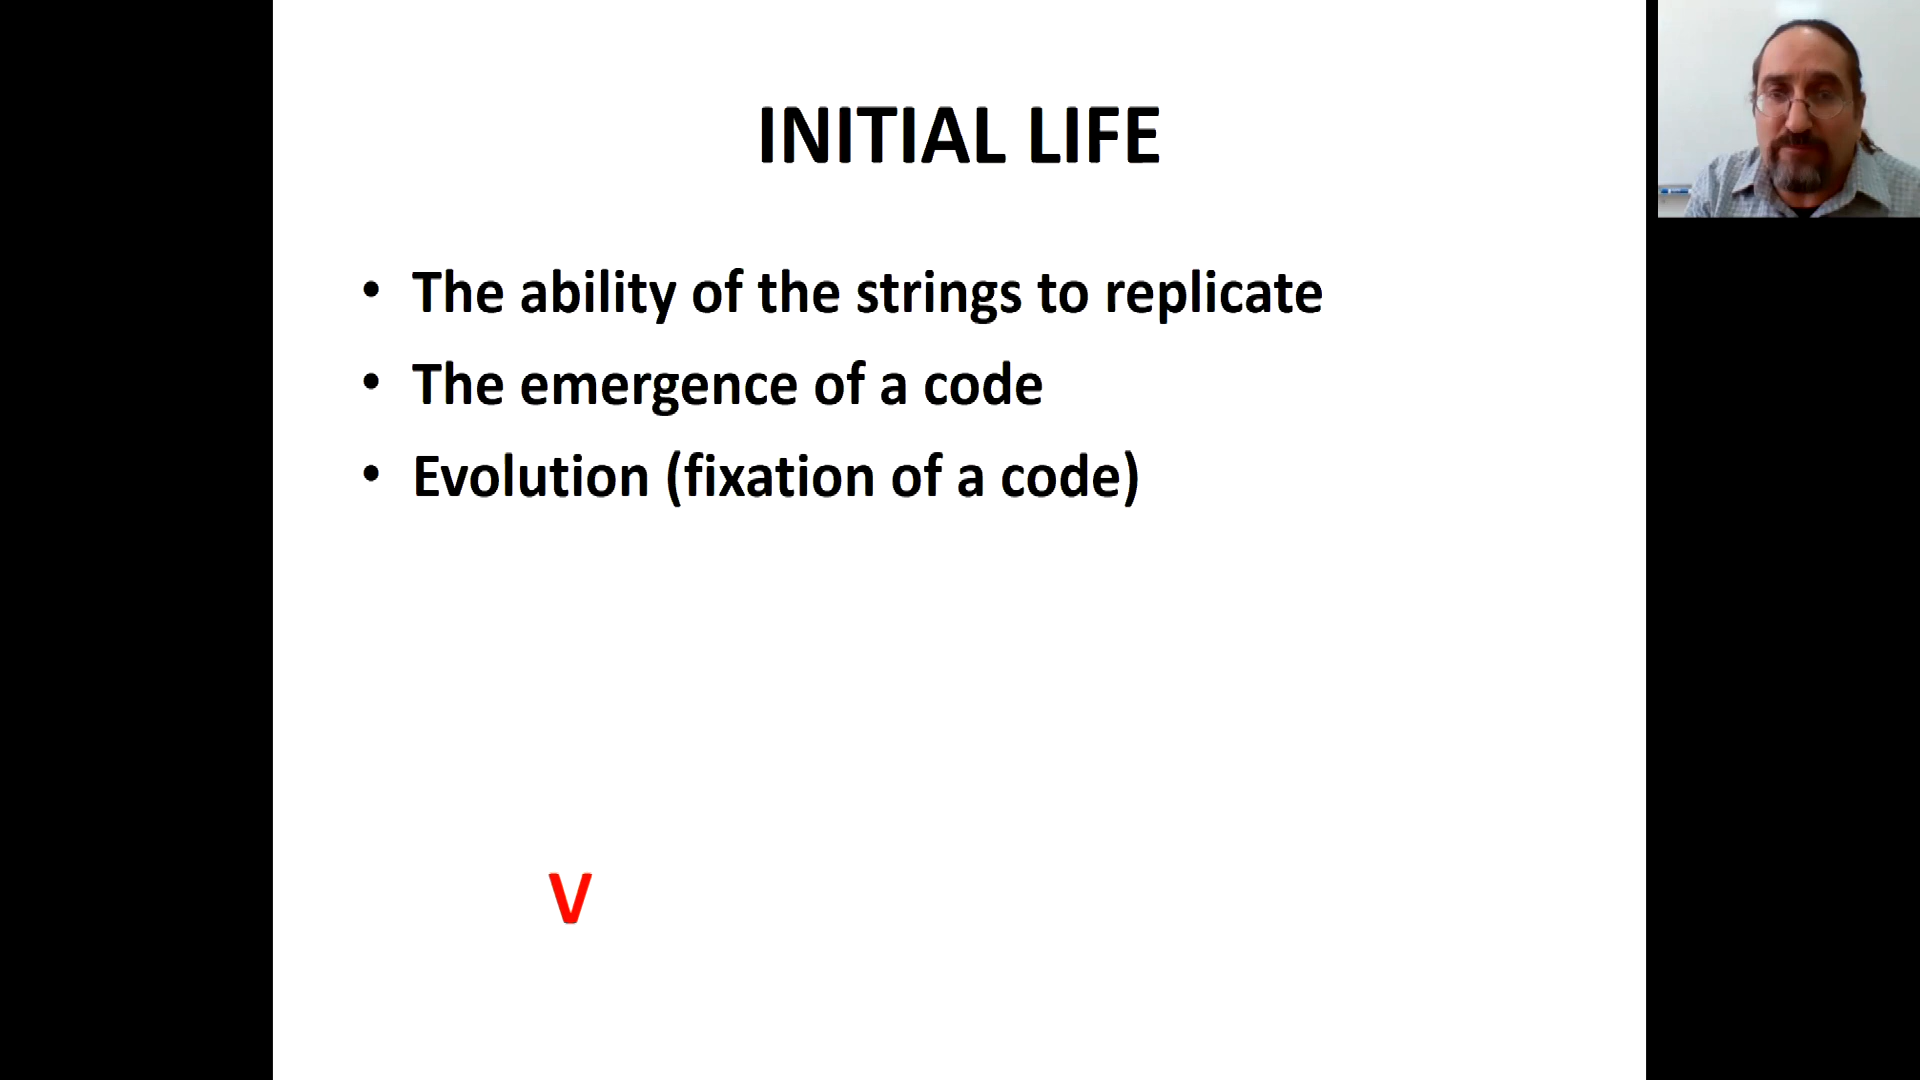 INITIAL LIFE
• The ability of the strings to replicate
• The emergence of a code
• Evolution (fixation of a code)
V